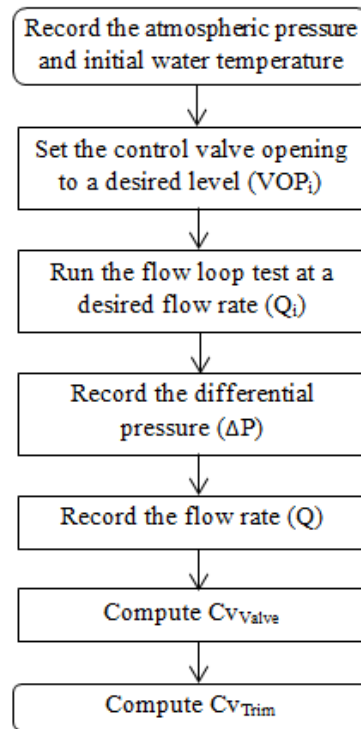 Record the atmospheric pressure
and initial water temperature
Set the control valve opening
to a desired level (VOPᵢ)
Run the flow loop test at a
desired flow rate (Qᵢ)
Record the differential
pressure (ΔP)
Record the flow rate (Q)
Compute Cv_Valve
Compute Cv_Trim